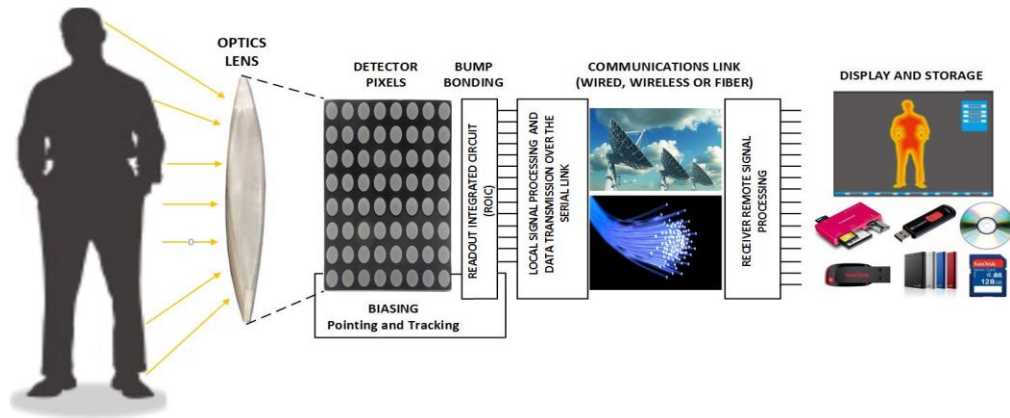 OPTICS
LENS
DETECTOR
PIXELS
BUMP
BONDING
READOUT INTEGRATED CIRCUIT
(ROIC)
BIASING
Pointing and Tracking
LOCAL SIGNAL PROCESSING AND
DATA TRANSMISSION OVER THE
SERIAL LINK
COMMUNICATIONS LINK
(WIRED, WIRELESS OR FIBER)
RECEIVER REMOTE SIGNAL
PROCESSING
DISPLAY AND STORAGE
SanDisk
SanDisk
128GB